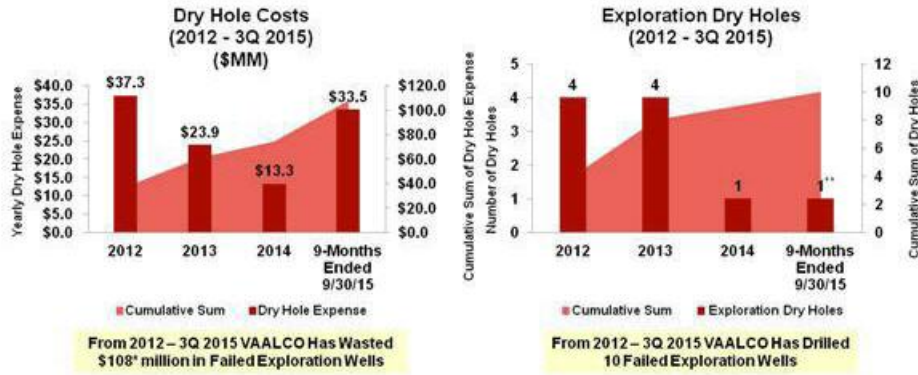 Dry Hole Costs
(2012 - 3Q 2015)
($MM)
Yearly Dry Hole Expense
$40.0
$35.0
$30.0
$25.0
$20.0
$15.0
$10.0
$5.0
$0.0
$37.3
$23.9
$13.3
$33.5
$120.0
$100.0
$80.0
$60.0
$40.0
$20.0
$0.0
Cumulative Sum of Dry Hole Expense
2012
2013
2014
9-Months
Ended
9/30/15
Cumulative Sum
Dry Hole Expense
From 2012 – 3Q 2015 VAALCO Has Wasted
$108* million in Failed Exploration Wells
Exploration Dry Holes
(2012 - 3Q 2015)
Number of Dry Holes
5
4
3
2
1
0
4
4
1
1**
12
10
8
6
4
2
0
Cumulative Sum of Dry Holes
2012
2013
2014
9-Months
Ended
9/30/15
Cumulative Sum
Exploration Dry Holes
From 2012 – 3Q 2015 VAALCO Has Drilled
10 Failed Exploration Wells